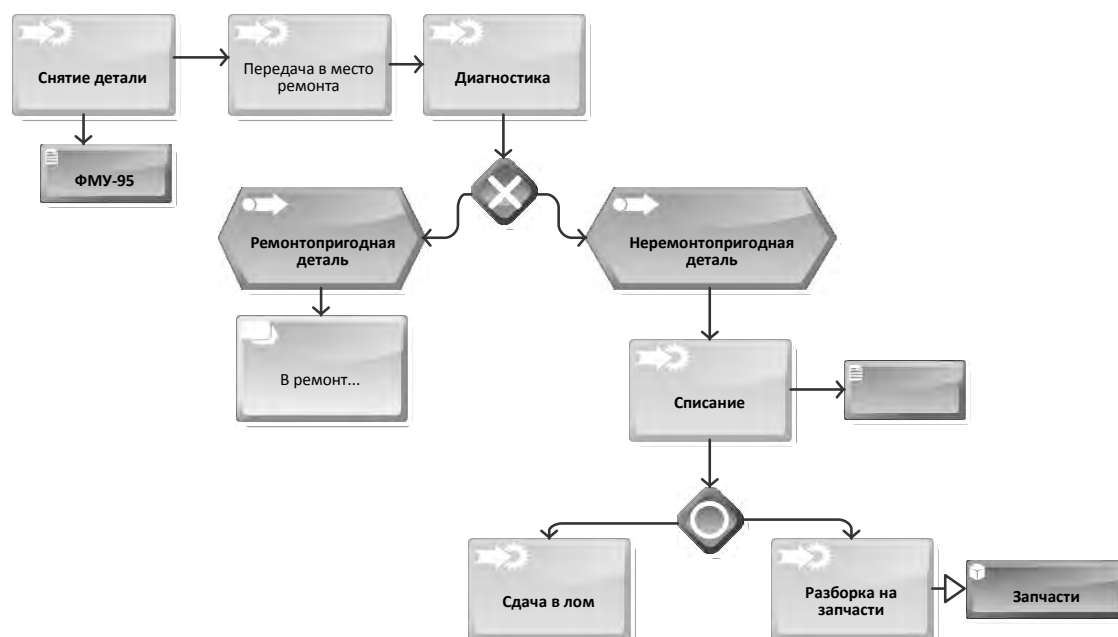 Снятие детали
Передача в место
ремонта
Диагностика
ФМУ-95
Ремонтопригодная
деталь
Неремонтопригодная
деталь
В ремонт...
Списание
Сдача в лом
Разборка на
запчасти
Запчасти